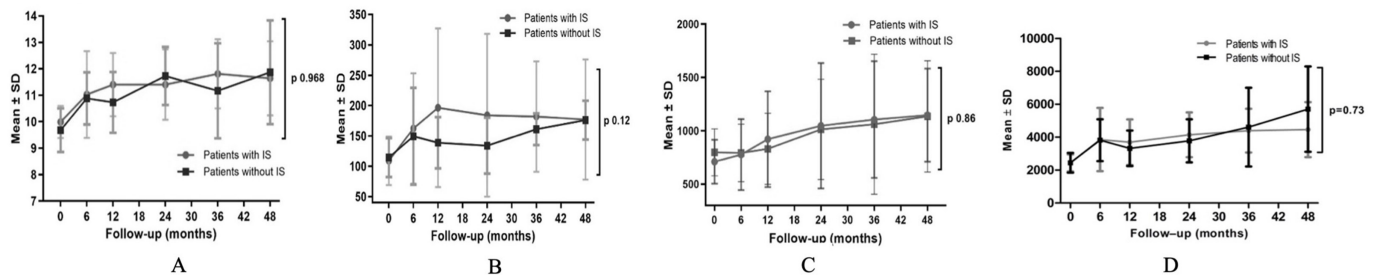 14
13
12
11
10
9
8
7
Mean ± SD
Patients with IS
Patients without IS
p 0.968
0 6 12 18 24 30 36 42 48
Follow-up (months)
A
350
300
250
200
150
100
50
Mean ± SD
Patients with IS
Patients without IS
p 0.12
0 6 12 18 24 30 36 42 48
Follow-up (months)
B
2000
1500
1000
500
Mean ± SD
Patients with IS
Patients without IS
p 0.86
0 6 12 18 24 30 36 42 48
Follow-up (months)
C
10000
8000
6000
4000
2000
0
Mean ± SD
Patients with IS
Patients without IS
p=0.73
0 6 12 18 24 30 36 42 48
Follow–up (months)
D